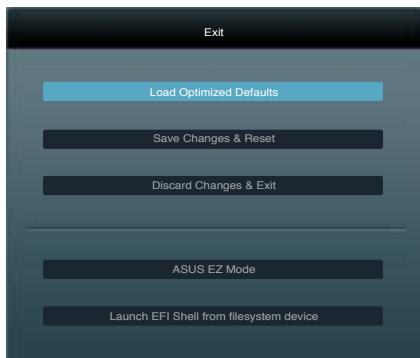 Exit
Load Optimized Defaults
Save Changes & Reset
Discard Changes & Exit
ASUS EZ Mode
Launch EFI Shell from filesystem device